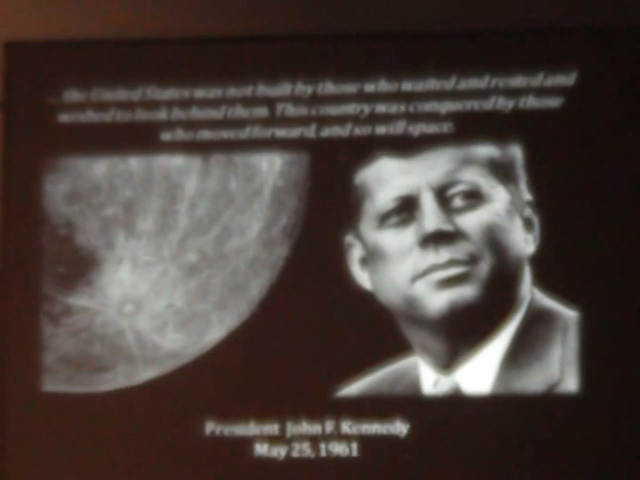 ... the United States was not built by those who waited and rested and
wished to look behind them. This country was conquered by those
who moved forward, and so will space.
President John F. Kennedy
May 25, 1961